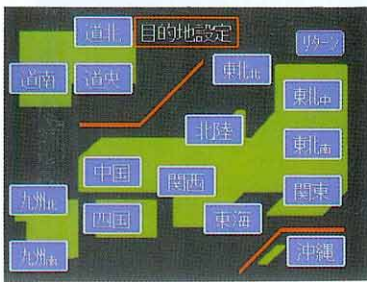 道北
目的地設定
リターン
道南
道央
東北北
東北中
北陸
東北南
中国
関西
九州北
関東
四国
東海
九州南
沖縄